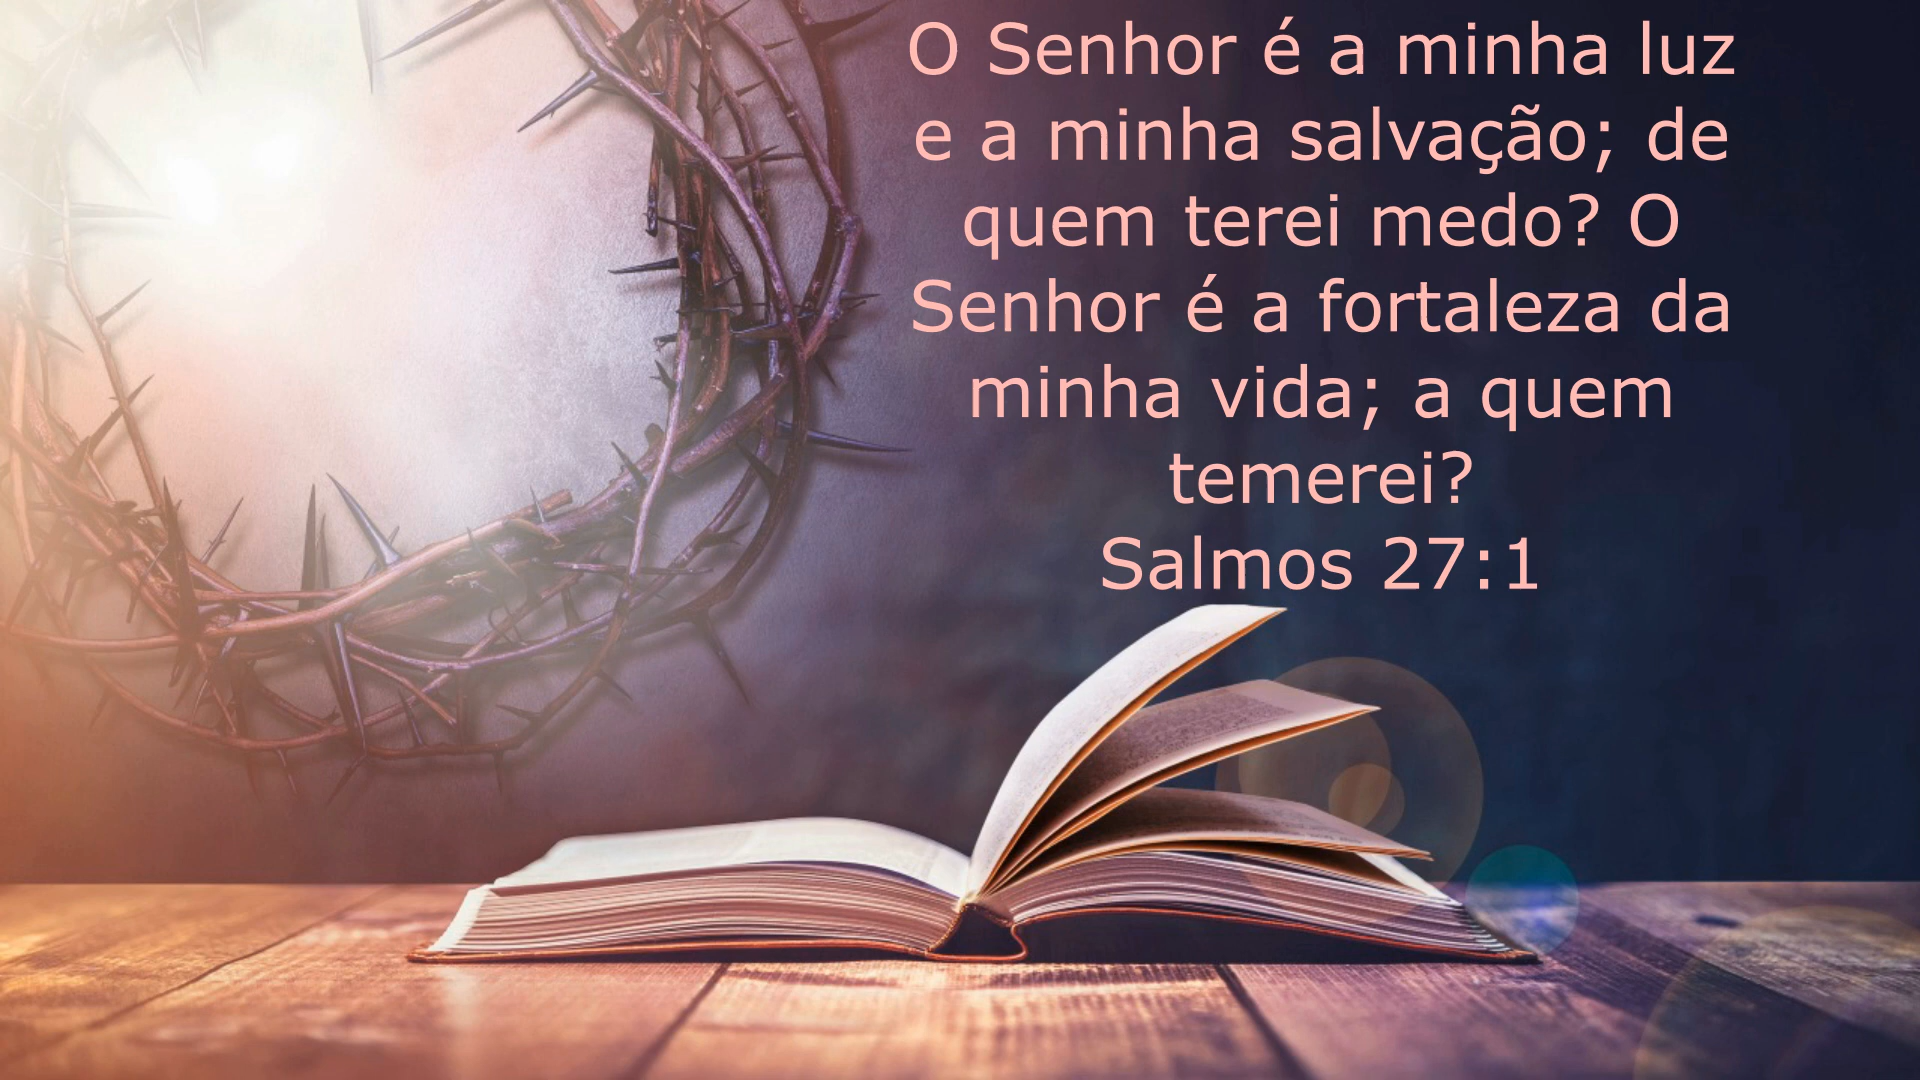 O Senhor é a minha luz
e a minha salvação; de
quem terei medo? O
Senhor é a fortaleza da
minha vida; a quem
temerei?
Salmos 27:1